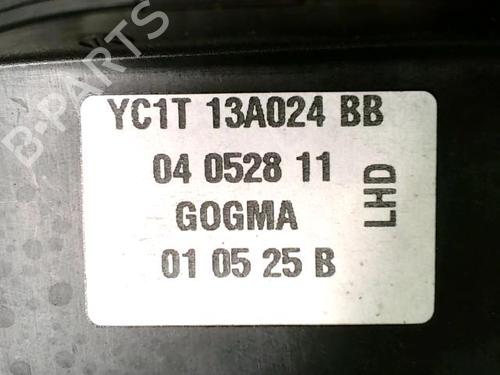 YC1T 13A024 BB
04 0528 11
GOGMA
01 05 25 B
LHD
B-PARTS